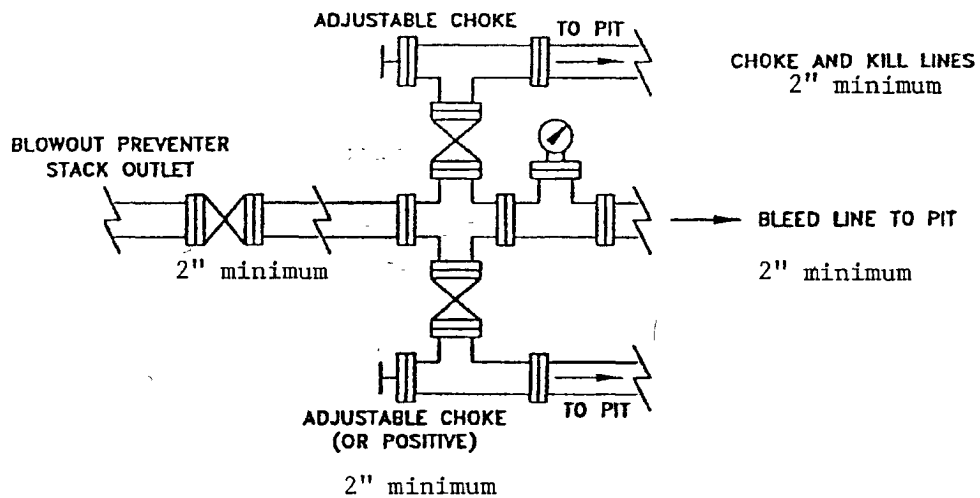 ADJUSTABLE CHOKE
TO PIT
CHOKE AND KILL LINES
2" minimum
BLOWOUT PREVENTER
STACK OUTLET
2" minimum
BLEED LINE TO PIT
2" minimum
TO PIT
ADJUSTABLE CHOKE
(OR POSITIVE)
2" minimum